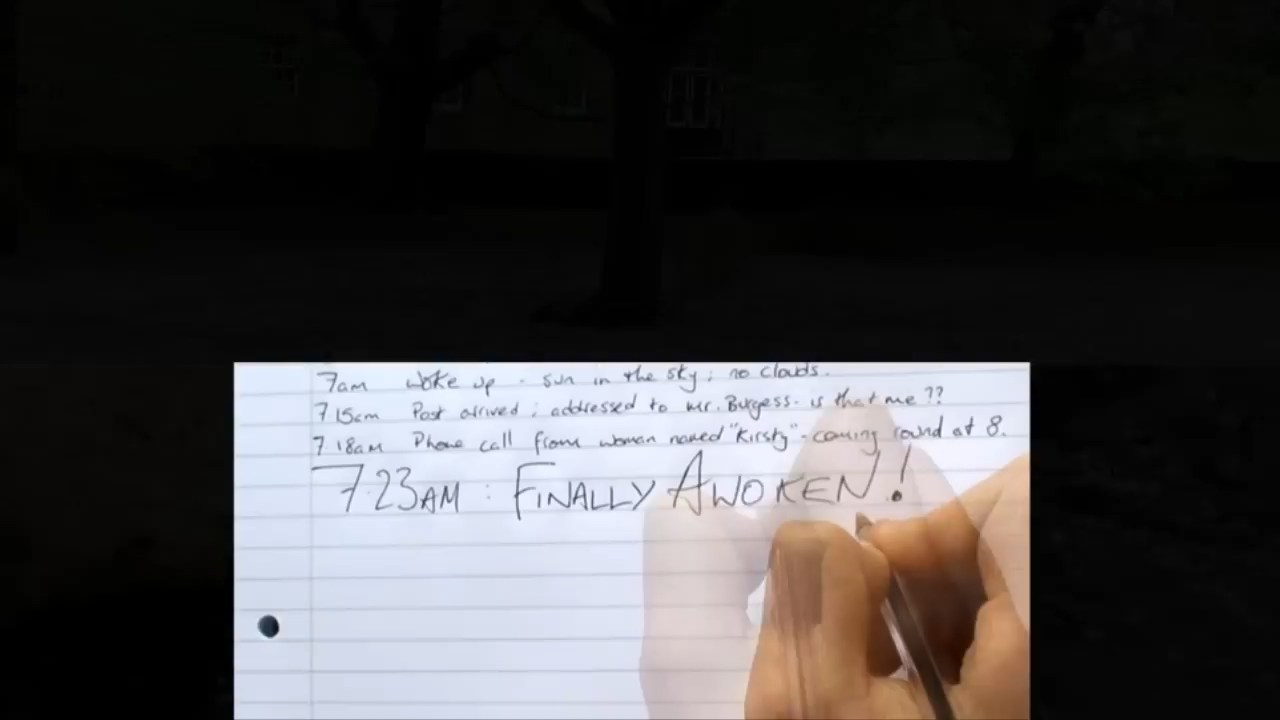 7am woke up - sun in the sky; no clouds.
7 15am Post arrived; addressed to Mr. Burgess - is that me ??
7 18am Phone call from woman named "Kirsty" - coming round at 8.
7.23AM : FINALLY AWOKEN!